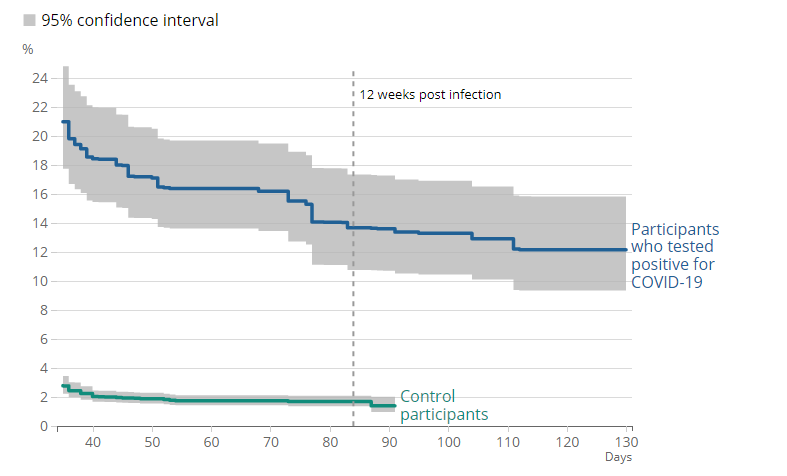 95% confidence interval
%
24
22
20
18
16
14
12
10
8
6
4
2
0
12 weeks post infection
Participants
who tested
positive for
COVID-19
Control
participants
40 50 60 70 80 90 100 110 120 130
Days